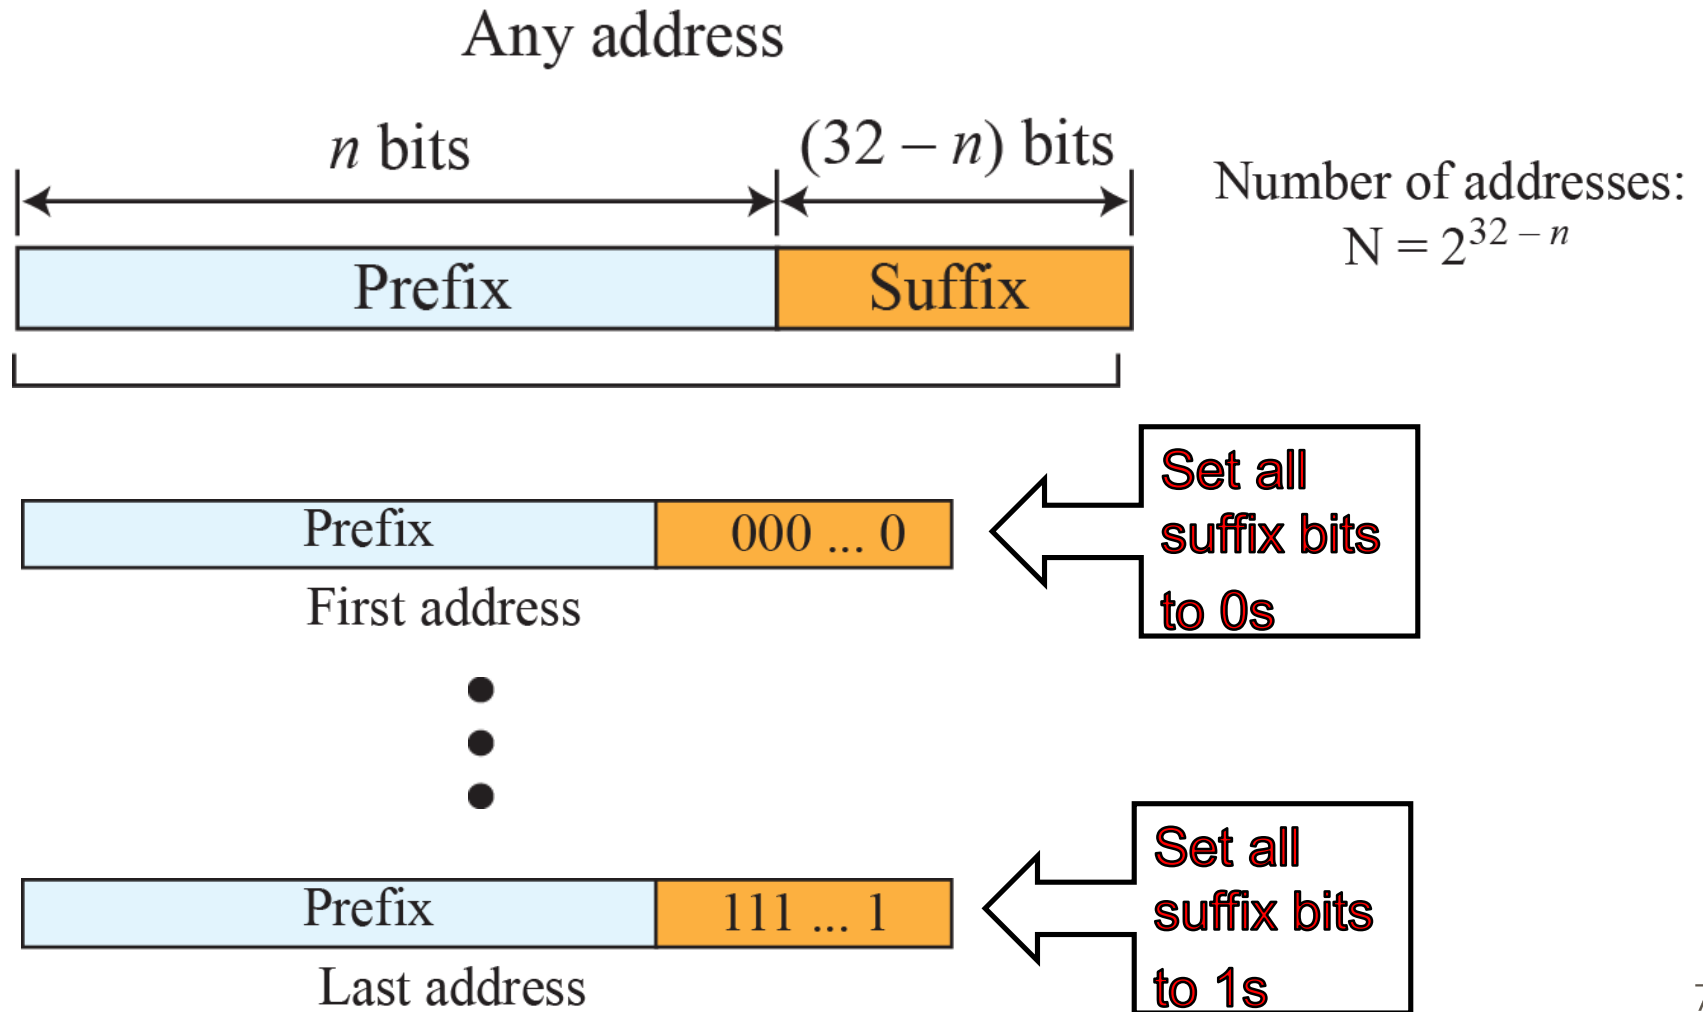 Any address
n bits
(32 – n) bits
Number of addresses:
N = 2^{32 – n}
Prefix
Suffix
Prefix
000 ... 0
First address
Set all
suffix bits
to 0s
Prefix
111 ... 1
Last address
Set all
suffix bits
to 1s